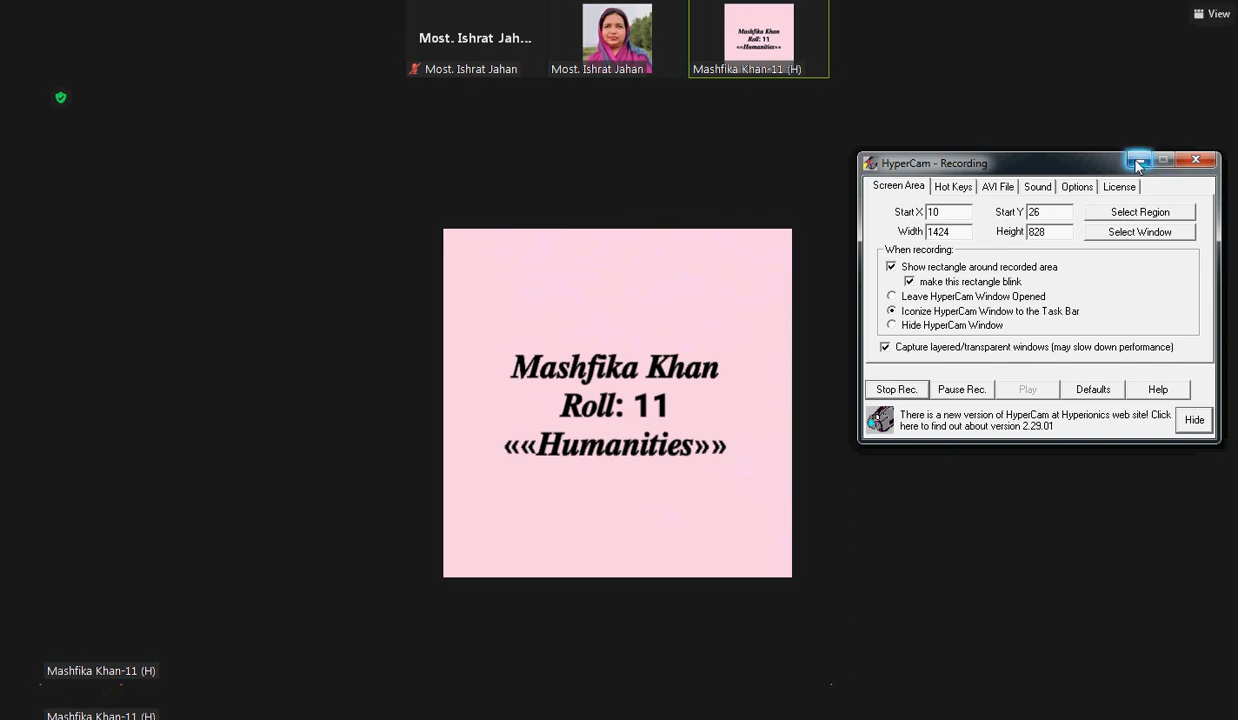 View
Most. Ishrat Jah...
Most. Ishrat Jahan
Most. Ishrat Jahan
Mashfika Khan
Roll: 11
«Humanities»
Mashfika Khan-11 (H)
HyperCam - Recording
Screen Area
Hot Keys
AVI File
Sound
Options
License
Start X 10
Start Y 26
Select Region
Width 1424
Height 828
Select Window
When recording:
Show rectangle around recorded area
make this rectangle blink
Leave HyperCam Window Opened
Iconize HyperCam Window to the Task Bar
Hide HyperCam Window
Capture layered/transparent windows (may slow down performance)
Stop Rec.
Pause Rec.
Play
Defaults
Help
There is a new version of HyperCam at Hyperionics web site! Click
here to find out about version 2.29.01
Hide
Mashfika Khan
Roll: 11
««Humanities»»
Mashfika Khan-11 (H)
Mashfika Khan-11 (H)